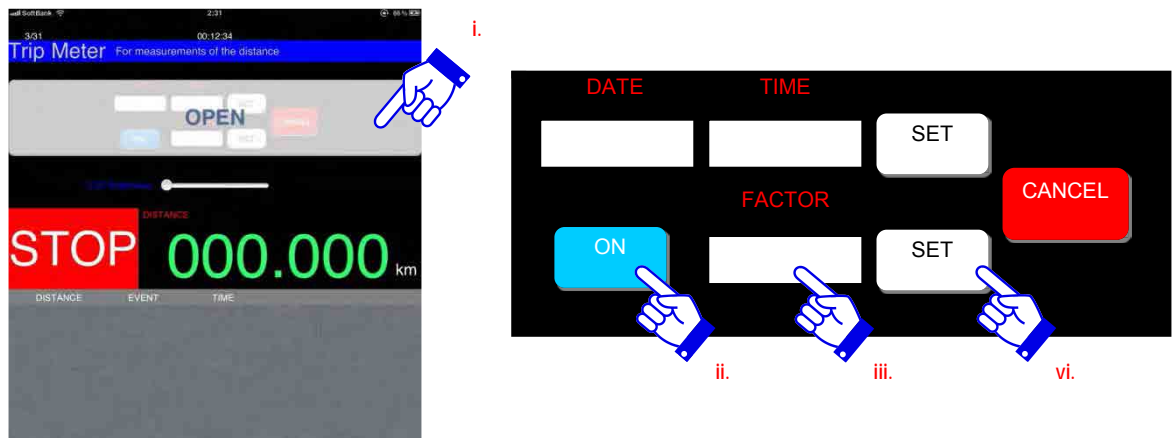 SoftBank
2:31
3/31
00:12:34
Trip Meter For measurements of the distance
OPEN
STOP
DISTANCE
000.000 km
DISTANCE EVENT TIME
i.
DATE TIME
SET
CANCEL
FACTOR
ON
SET
ii. iii. vi.